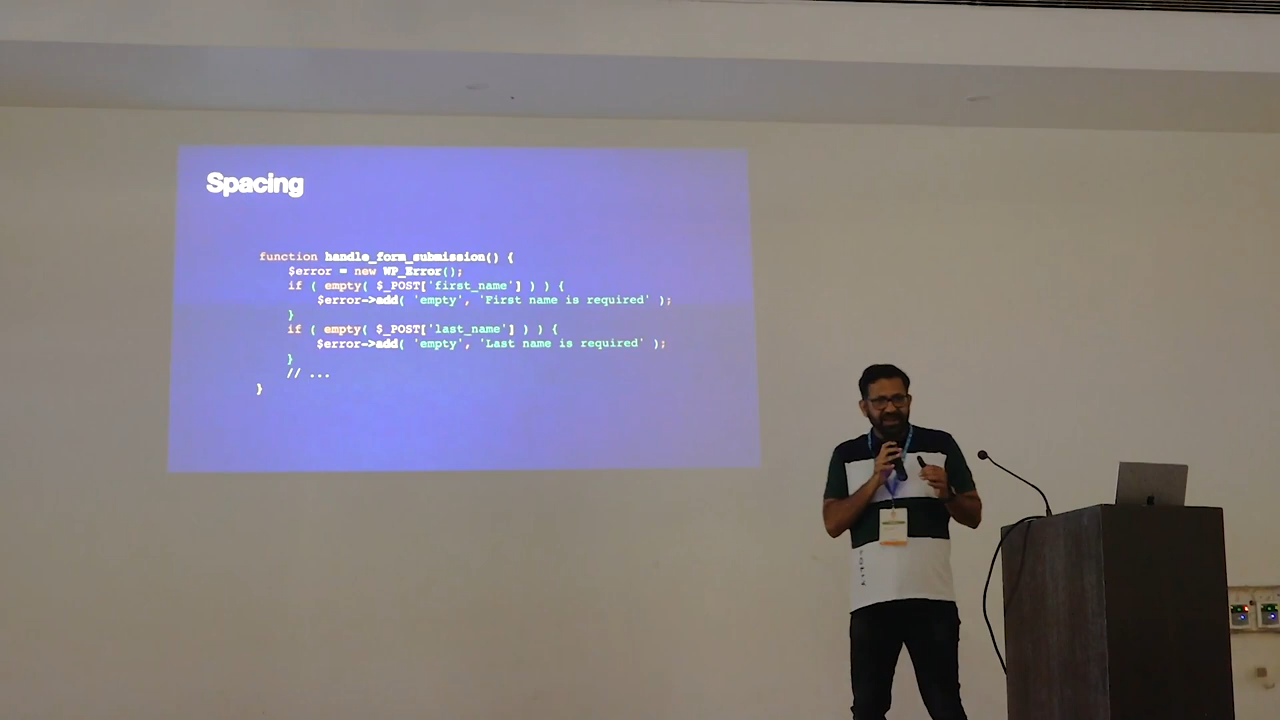 Spacing
function handle_form_submission() {
    $error = new WP_Error();
    if ( empty( $_POST['first_name'] ) ) {
        $error->add( 'empty', 'First name is required' );
    }
    if ( empty( $_POST['last_name'] ) ) {
        $error->add( 'empty', 'Last name is required' );
    }
    // ...
}